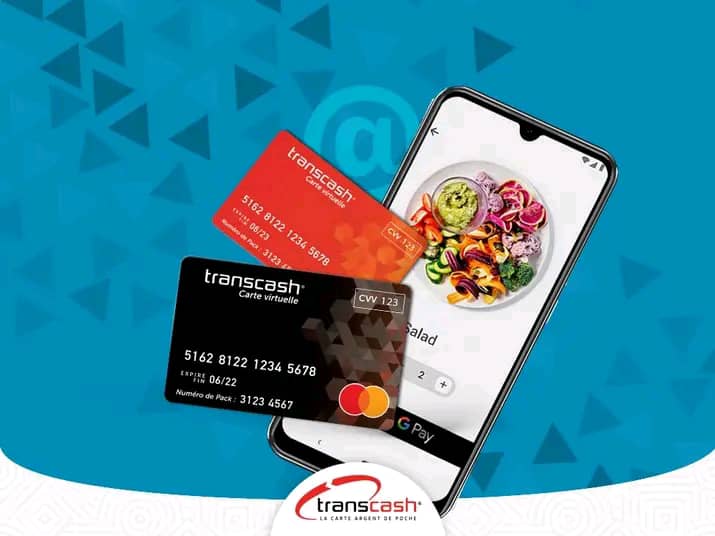 @
transcash®
Carte virtuelle
CVV 123
5162 8122 1234 5678
EXPIRE
FIN 06/23
Numéro de Pack : 3123 45
transcash®
Carte virtuelle
CVV 123
5162 8122 1234 5678
EXPIRE
FIN 06/22
Numéro de Pack : 3123 4567
Salad
2 +
G Pay
transcash®
LA CARTE ARGENT DE POCHE